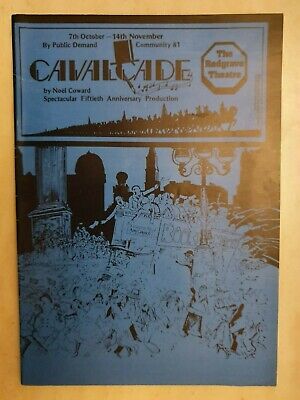 7th October – 14th November
By Public Demand
Community 81
CAVALCADE
The
Redgrave
Theatre
by Noel Coward
Spectacular Fiftieth Anniversary Production